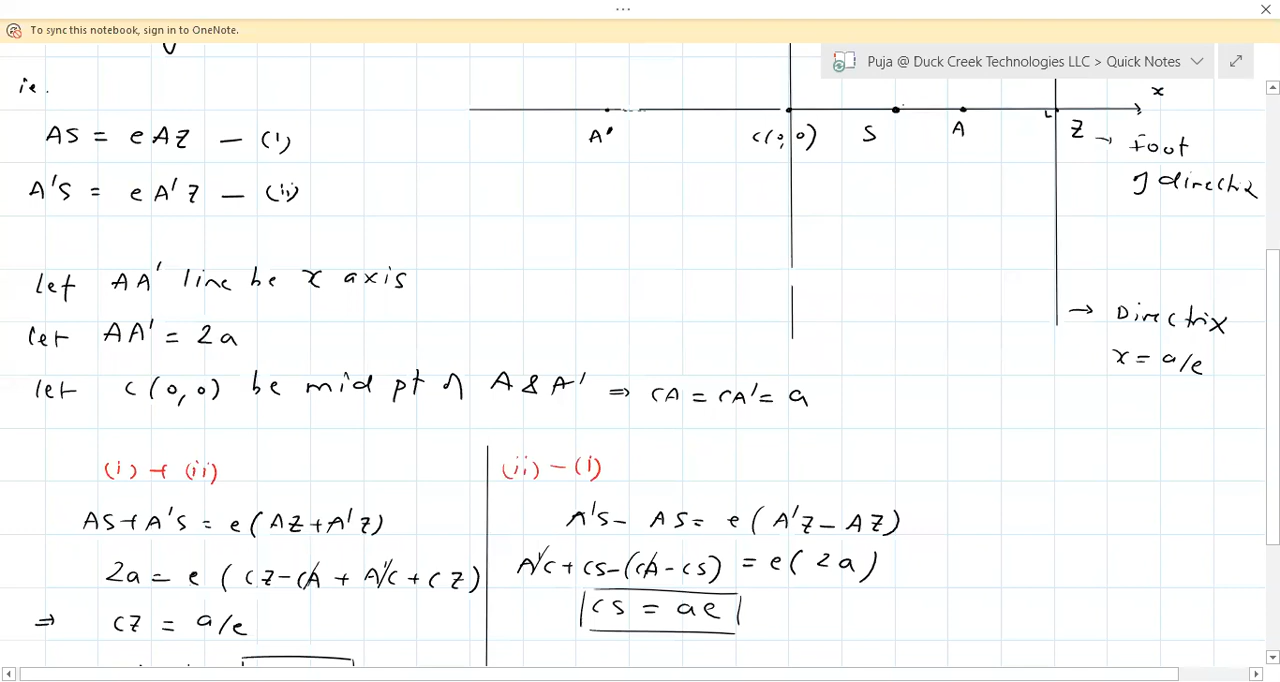 To sync this notebook, sign in to OneNote.
Puja @ Duck Creek Technologies LLC > Quick Notes
ie.
AS = e AZ — (i)
A'S = e A'Z — (ii)
x
A'
C(0,0)
S
A
Z → Foot
of directrix
let AA' line be x axis
let AA' = 2a
let C(0,0) be mid pt of A & A' ⇒ CA = CA' = a
→ Directrix
x = a/e
(i) + (ii)
AS + A'S = e(AZ + A'Z)
2a = e (CZ - CA + A'C + CZ)
⇒ CZ = a/e
(ii) - (i)
A'S - AS = e(A'Z - AZ)
A'C + CS - (CA - CS) = e(2a)
CS = ae